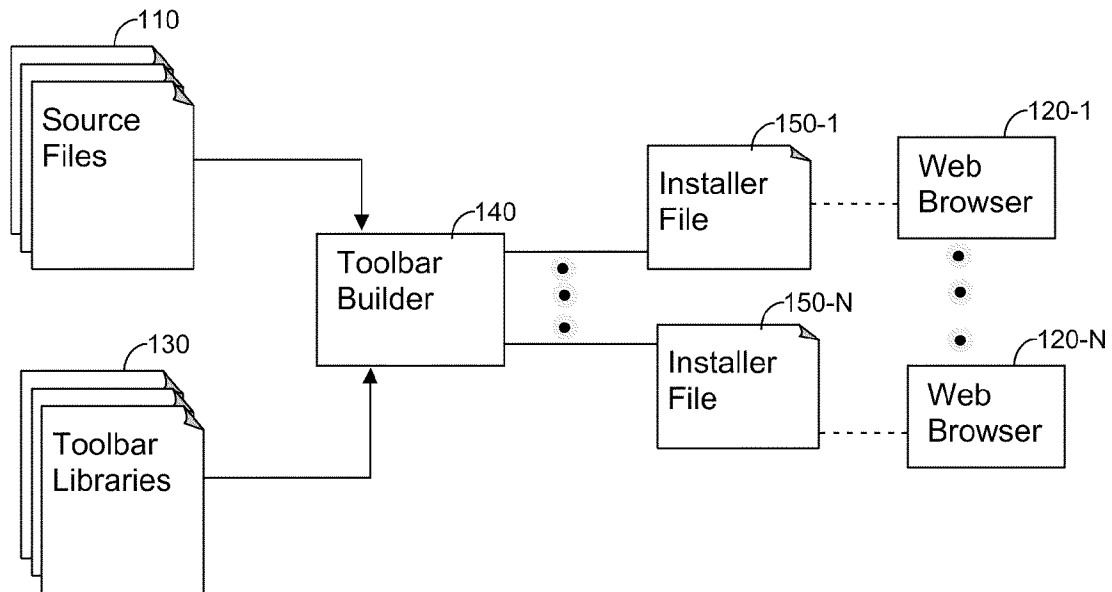 110
Source
Files
130
Toolbar
Libraries
140
Toolbar
Builder
150-1
Installer
File
150-N
Installer
File
120-1
Web
Browser
120-N
Web
Browser